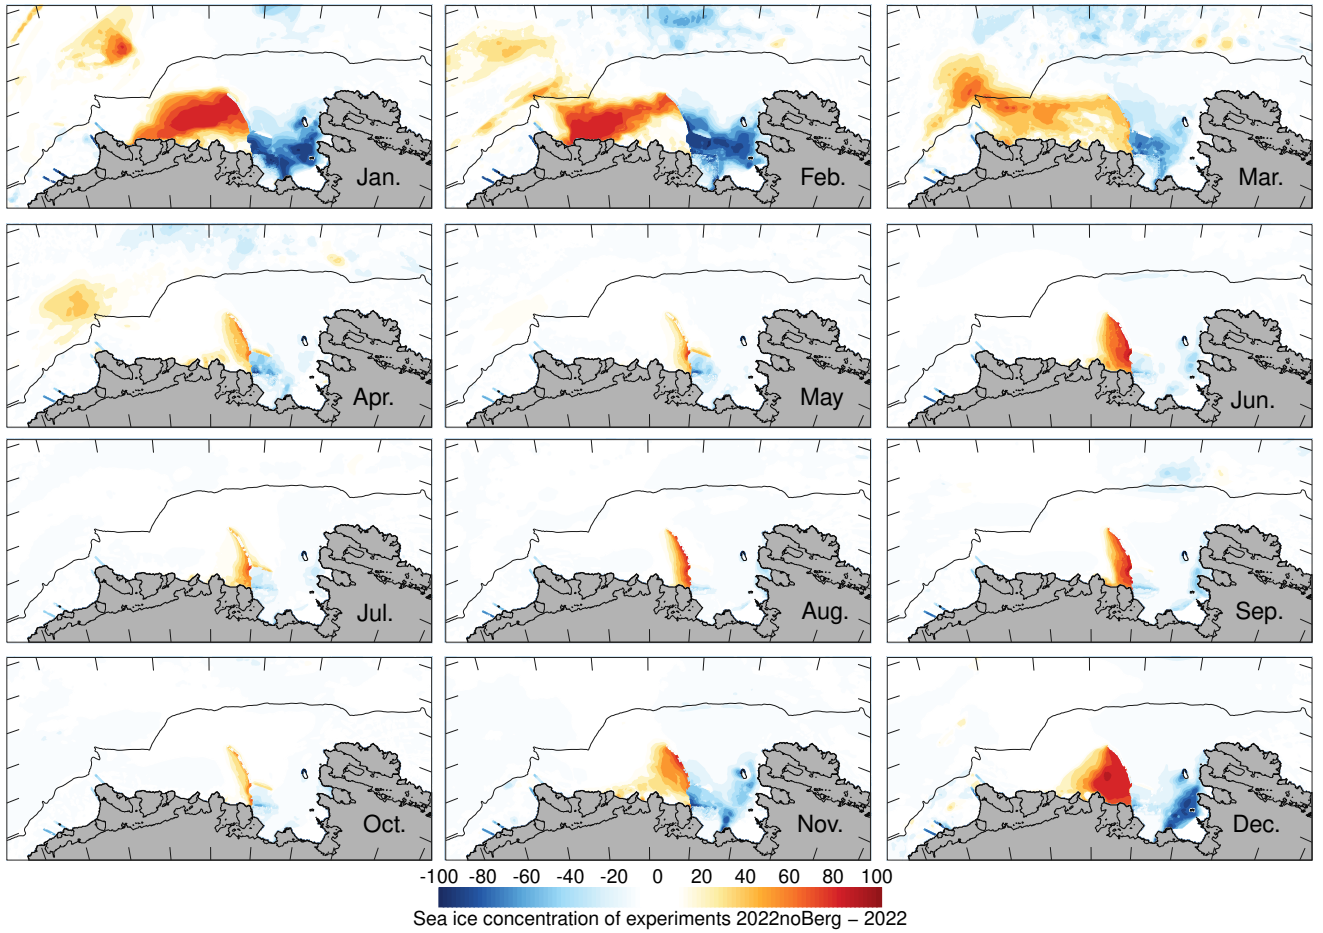 Jan.
Feb.
Mar.
Apr.
May
Jun.
Jul.
Aug.
Sep.
Oct.
Nov.
Dec.
-100 -80 -60 -40 -20 0 20 40 60 80 100
Sea ice concentration of experiments 2022noBerg − 2022